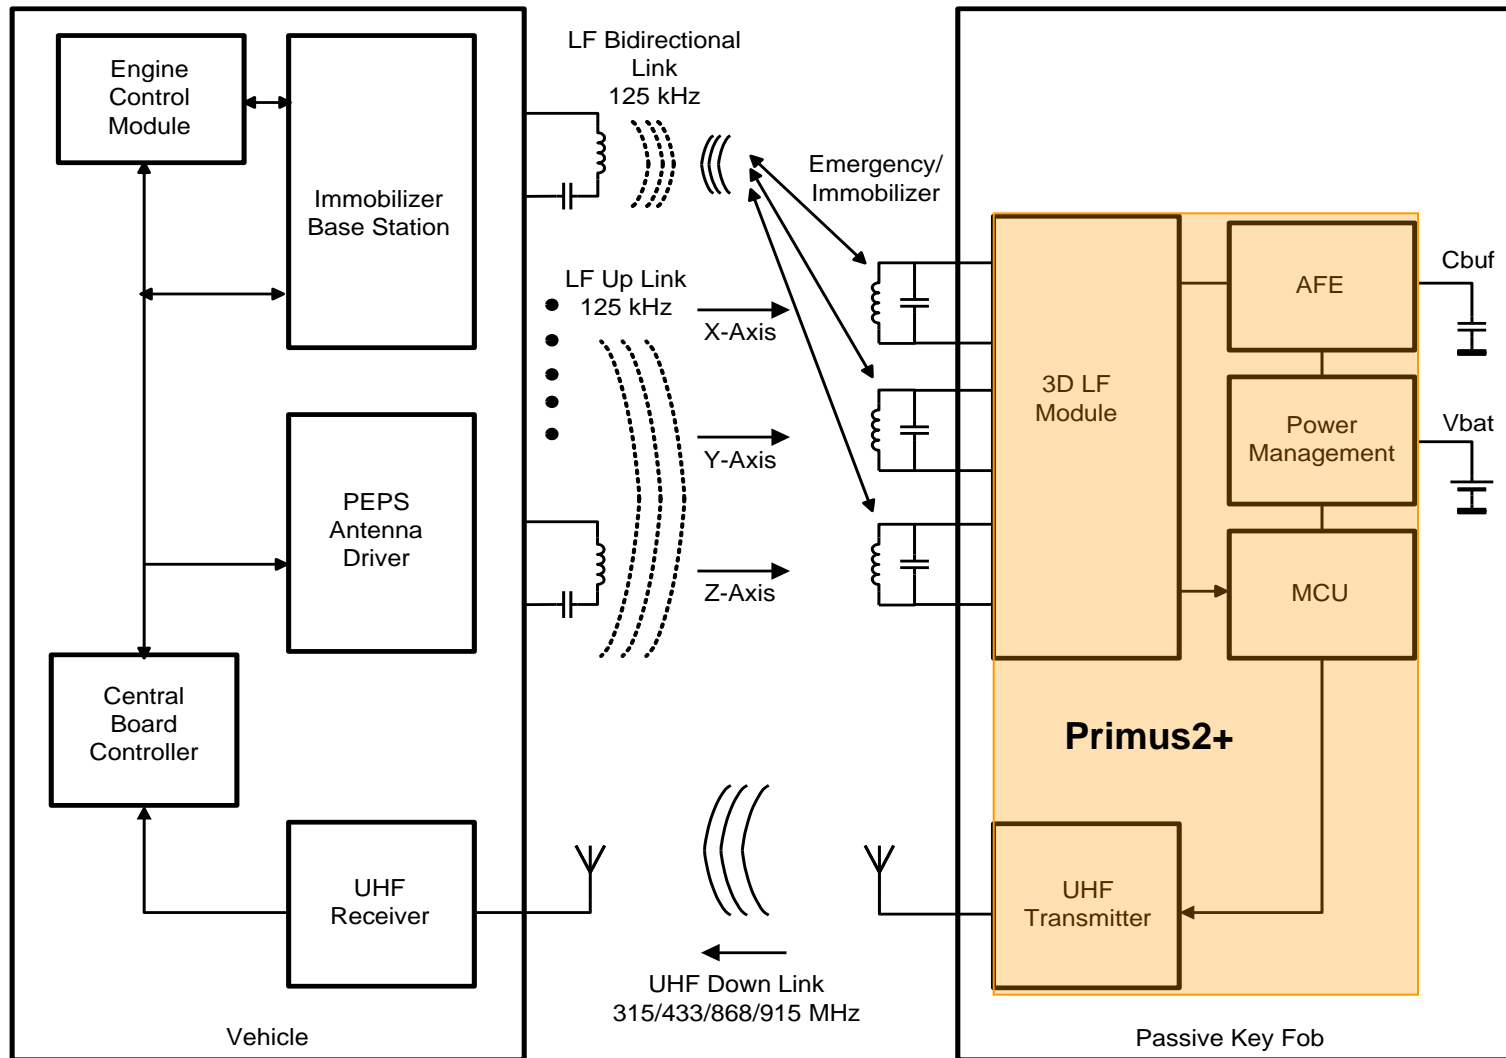 Engine
Control
Module
Immobilizer
Base Station
LF Bidirectional
Link
125 kHz
Emergency/
Immobilizer
LF Up Link
125 kHz
X-Axis
Y-Axis
Z-Axis
PEPS
Antenna
Driver
Central
Board
Controller
UHF
Receiver
UHF Down Link
315/433/868/915 MHz
Vehicle
3D LF
Module
AFE
Cbuf
Power
Management
Vbat
MCU
Primus2+
UHF
Transmitter
Passive Key Fob